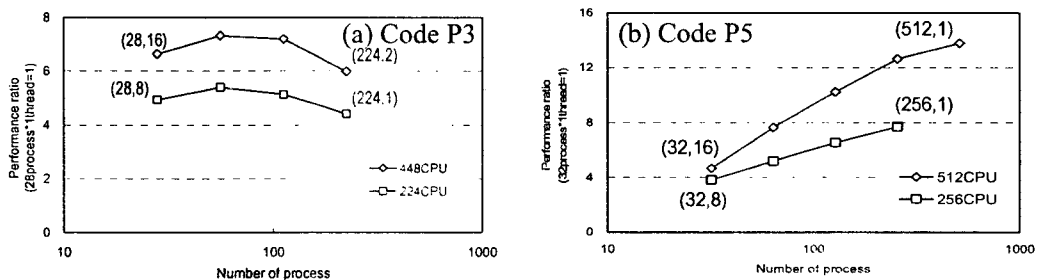 (a) Code P3
Performance ratio
(28process*1thread=1)
8
6
4
2
0
(28,16)
(28,8)
(224.2)
(224.1)
448CPU
224CPU
10
100
1000
Number of process
(b) Code P5
Performance ratio
(32process*1thread=1)
16
12
8
4
0
(512,1)
(256,1)
(32,16)
(32,8)
512CPU
256CPU
10
100
1000
Number of process